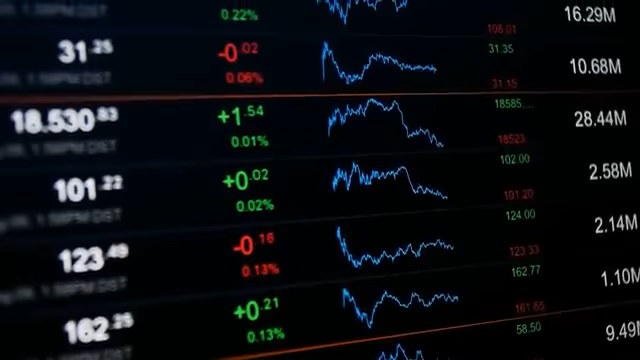 0.22% 108.01 16.29M
31.25 -0.02 31.35 10.68M
0.06% 31.15
18.530.83 +1.54 18585.... 28.44M
0.01% 18523
101.22 +0.02 102.00 2.58M
0.02% 101.20
123.49 -0.16 124.00 2.14M
0.13% 123.33
162.25 +0.21 162.77 1.10M
0.13% 161.65
58.50 9.49M